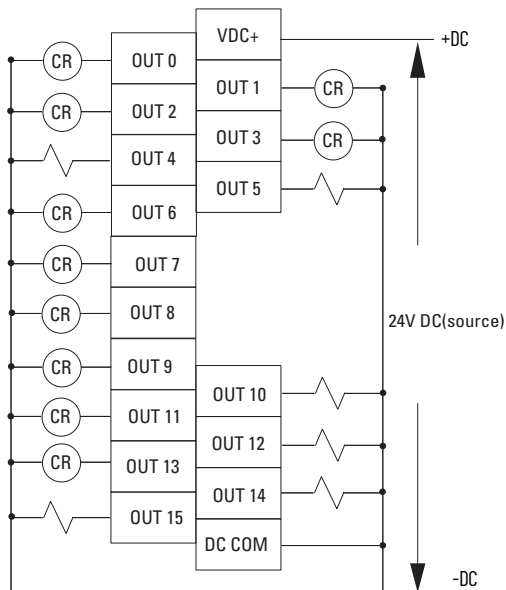 VDC+
+DC
CR OUT 0
OUT 1 CR
CR OUT 2
OUT 3 CR
OUT 4
OUT 5
CR OUT 6
CR OUT 7
CR OUT 8
24V DC(source)
CR OUT 9
OUT 10
CR OUT 11
OUT 12
CR OUT 13
OUT 14
OUT 15
DC COM
-DC